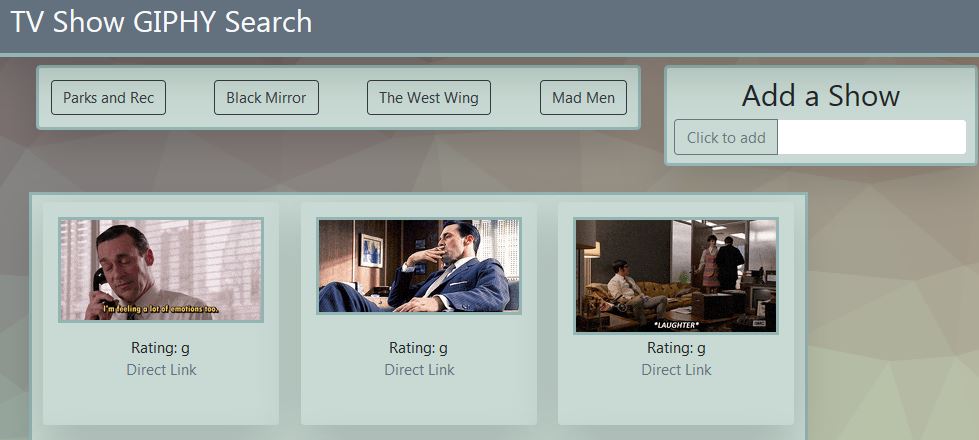 TV Show GIPHY Search
Parks and Rec
Black Mirror
The West Wing
Mad Men
Add a Show
Click to add
I'm feeling a lot of emotions too.
*LAUGHTER*
aMC
Rating: g
Rating: g
Rating: g
Direct Link
Direct Link
Direct Link